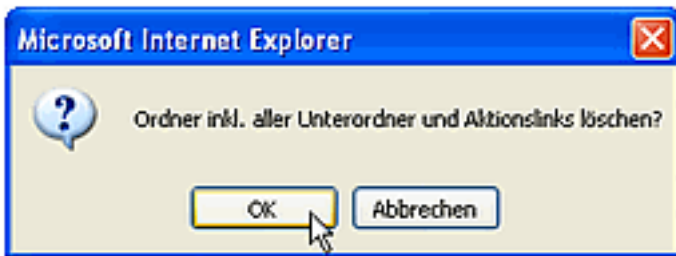 Microsoft Internet Explorer
Ordner inkl. aller Unterordner und Aktionslinks löschen?
OK Abbrechen